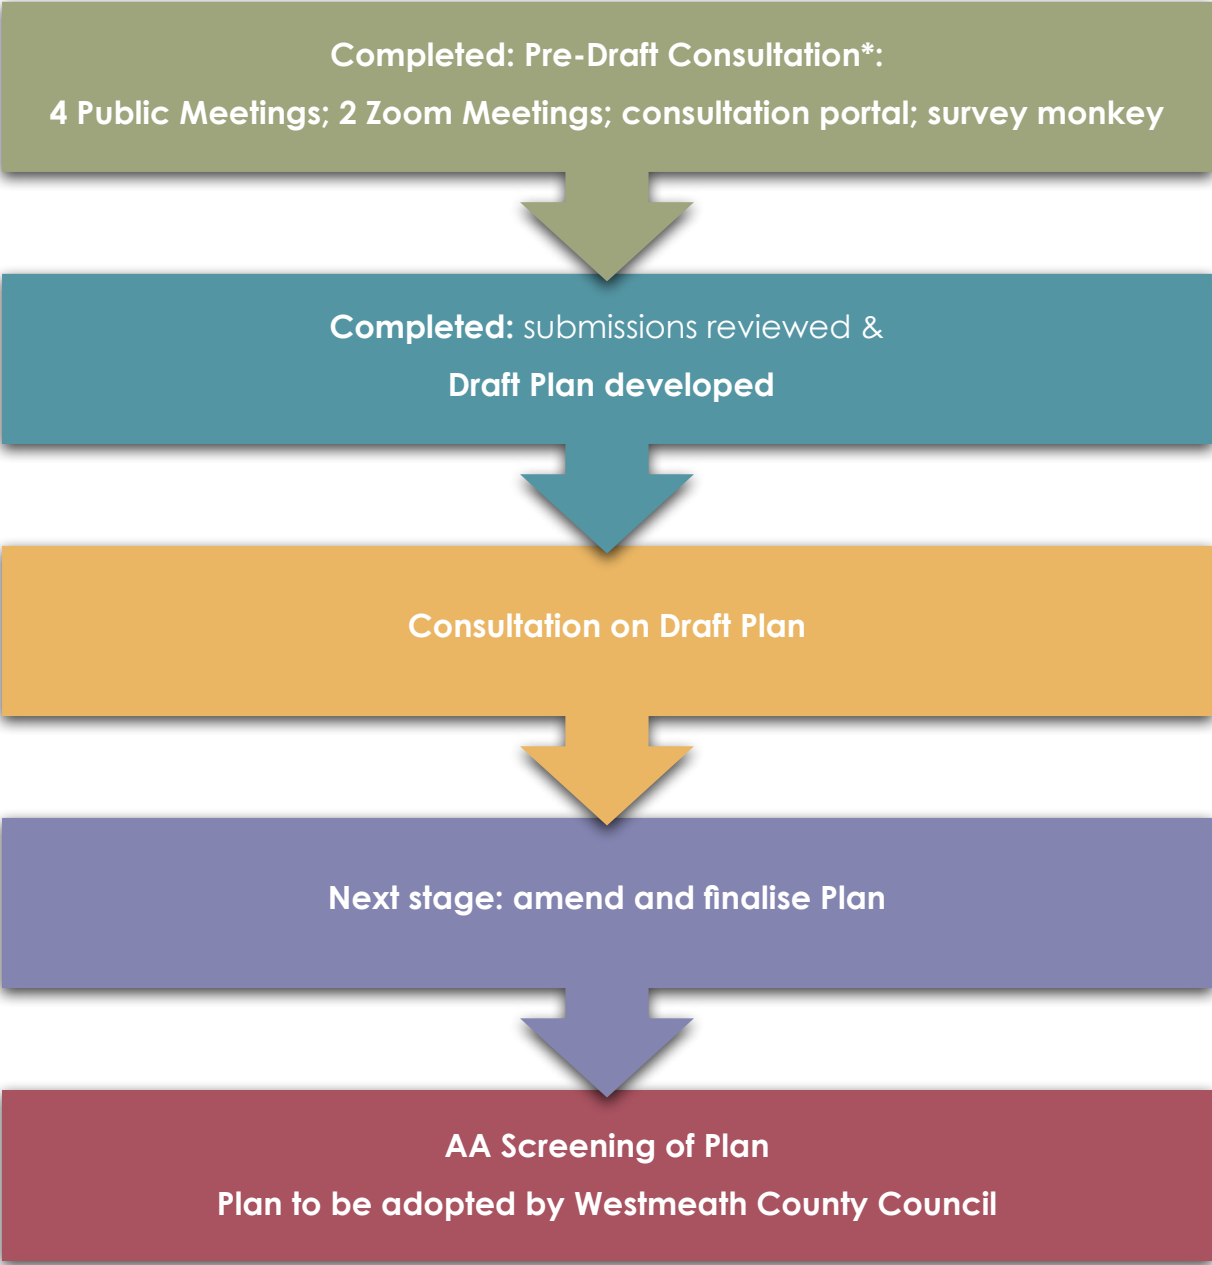 Completed: Pre-Draft Consultation*:
4 Public Meetings; 2 Zoom Meetings; consultation portal; survey monkey
Completed: submissions reviewed &
Draft Plan developed
Consultation on Draft Plan
Next stage: amend and finalise Plan
AA Screening of Plan
Plan to be adopted by Westmeath County Council